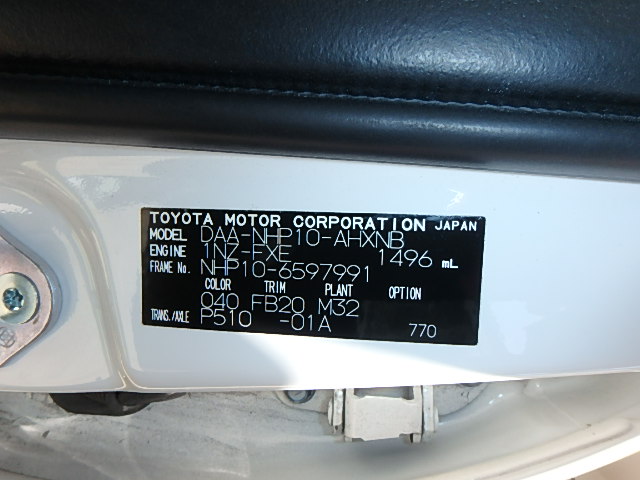 TOYOTA MOTOR CORPORATION JAPAN
MODEL DAA-NHP10-AHXNB
ENGINE 1NZ-FXE 1496 mL
FRAME No. NHP10-6597991
COLOR TRIM PLANT OPTION
040 FB20 M32
TRANS./AXLE P510 -01A 770